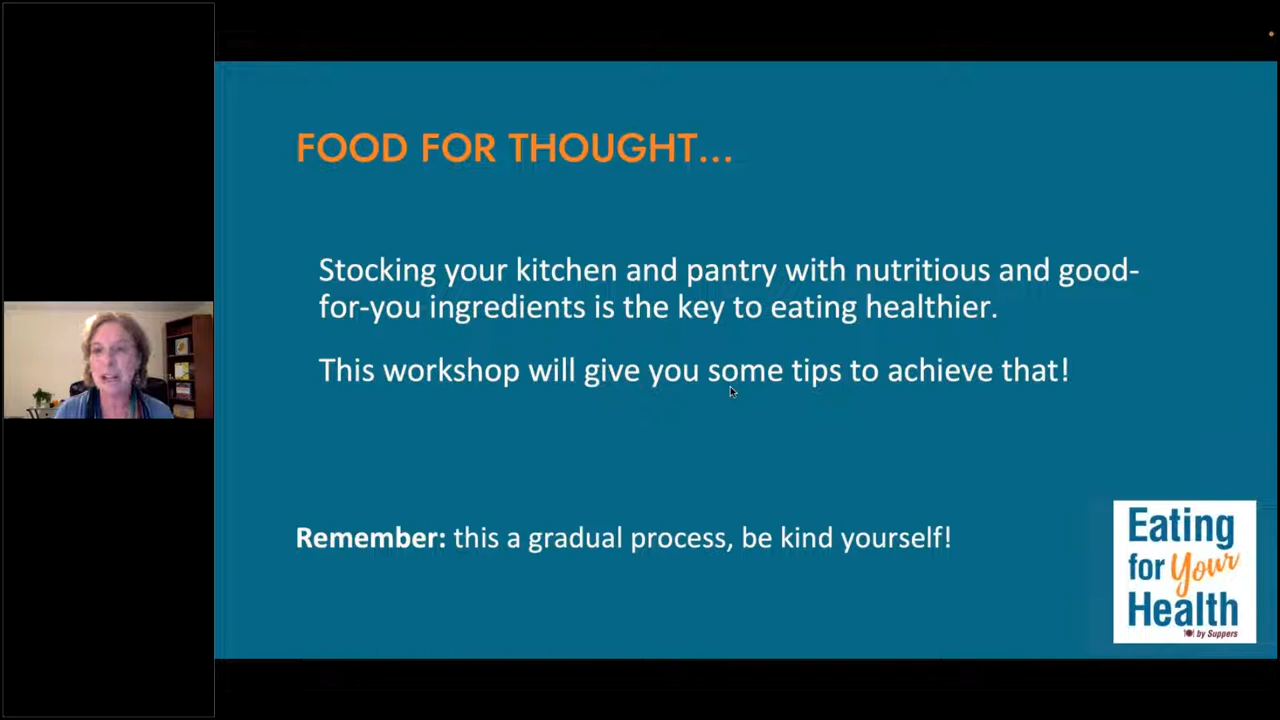 FOOD FOR THOUGHT...
Stocking your kitchen and pantry with nutritious and good-
for-you ingredients is the key to eating healthier.
This workshop will give you some tips to achieve that!
Remember: this a gradual process, be kind yourself!
Eating
for Your
Health
by Suppers